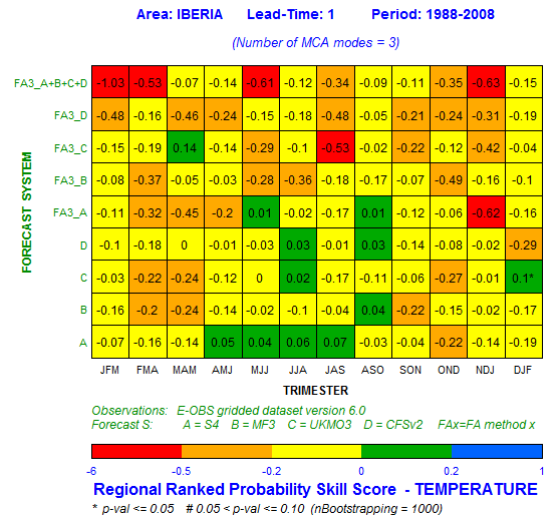 Area: IBERIA Lead-Time: 1 Period: 1988-2008
(Number of MCA modes = 3)
FORECAST SYSTEM
FA3_A+B+C+D -1.03 -0.53 -0.07 -0.14 -0.61 -0.12 -0.34 -0.09 -0.11 -0.35 -0.63 -0.15
FA3_D -0.48 -0.16 -0.46 -0.24 -0.15 -0.18 -0.48 -0.05 -0.21 -0.24 -0.31 -0.19
FA3_C -0.15 -0.19 0.14 -0.14 -0.29 -0.1 -0.53 -0.02 -0.22 -0.12 -0.42 -0.04
FA3_B -0.08 -0.37 -0.05 -0.03 -0.28 -0.36 -0.18 -0.17 -0.07 -0.49 -0.16 -0.1
FA3_A -0.11 -0.32 -0.45 -0.2 0.01 -0.02 -0.17 0.01 -0.12 -0.06 -0.62 -0.16
D -0.1 -0.18 0 -0.01 -0.03 0.03 -0.01 0.03 -0.14 -0.08 -0.02 -0.29
C -0.03 -0.22 -0.24 -0.12 0 0.02 -0.17 -0.11 -0.06 -0.27 -0.01 0.1*
B -0.16 -0.2 -0.24 -0.14 -0.02 -0.1 -0.04 0.04 -0.22 -0.15 -0.02 -0.17
A -0.07 -0.16 -0.14 0.05 0.04 0.06 0.07 -0.03 -0.04 -0.22 -0.14 -0.19
JFM FMA MAM AMJ MJJ JJA JAS ASO SON OND NDJ DJF
TRIMESTER
Observations: E-OBS gridded dataset version 6.0
Forecast S: A = S4 B = MF3 C = UKMO3 D = CFSv2 FAx=FA method x
-6 -0.5 -0.2 0 0.2 1
Regional Ranked Probability Skill Score - TEMPERATURE
* p-val <= 0.05 # 0.05 < p-val <= 0.10 (nBootstrapping = 1000)